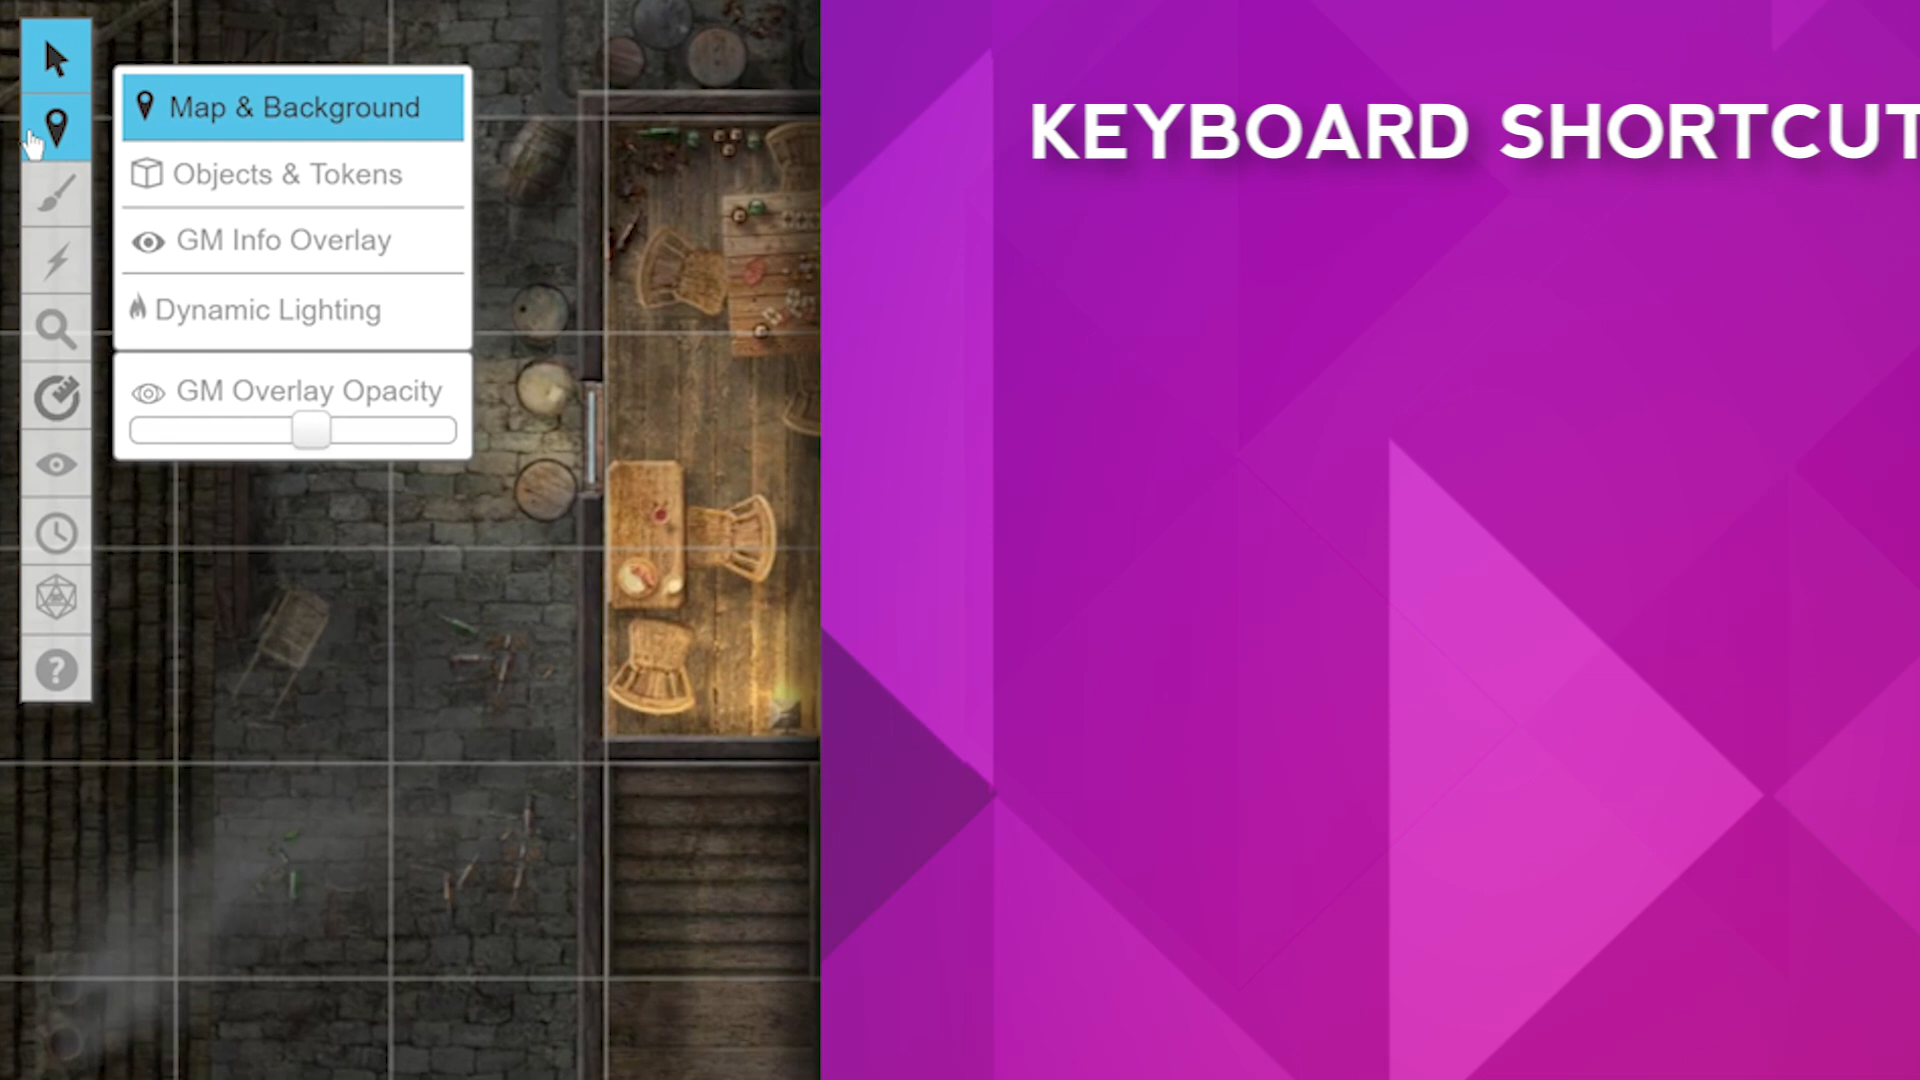 Map & Background
Objects & Tokens
GM Info Overlay
Dynamic Lighting
GM Overlay Opacity
KEYBOARD SHORTCUT